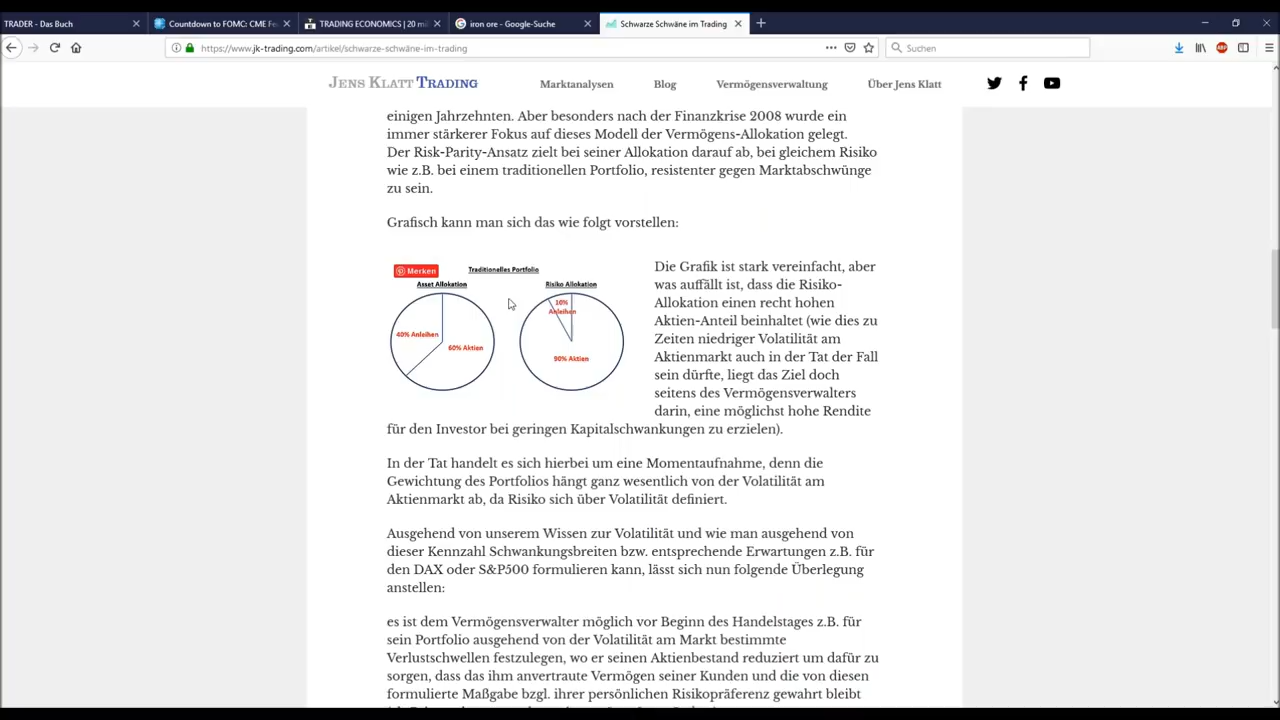 TRADER - Das Buch
Countdown to FOMC: CME Fe
TRADING ECONOMICS | 20 mi
iron ore - Google-Suche
Schwarze Schwäne im Trading
https://www.jk-trading.com/artikel/schwarze-schwäne-im-trading
Suchen
JENS KLATT TRADING
Marktanalysen
Blog
Vermögensverwaltung
Über Jens Klatt
einigen Jahrzehnten. Aber besonders nach der Finanzkrise 2008 wurde ein
immer stärkerer Fokus auf dieses Modell der Vermögens-Allokation gelegt.
Der Risk-Parity-Ansatz zielt bei seiner Allokation darauf ab, bei gleichem Risiko
wie z.B. bei einem traditionellen Portfolio, resistenter gegen Marktabschwünge
zu sein.
Grafisch kann man sich das wie folgt vorstellen:
Merken
Traditionelles Portfolio
Asset Allokation
Risiko Allokation
40% Anleihen
60% Aktien
10%
Anleihen
90% Aktien
Die Grafik ist stark vereinfacht, aber
was auffällt ist, dass die Risiko-
Allokation einen recht hohen
Aktien-Anteil beinhaltet (wie dies zu
Zeiten niedriger Volatilität am
Aktienmarkt auch in der Tat der Fall
sein dürfte, liegt das Ziel doch
seitens des Vermögensverwalters
darin, eine möglichst hohe Rendite
für den Investor bei geringen Kapitalschwankungen zu erzielen).
In der Tat handelt es sich hierbei um eine Momentaufnahme, denn die
Gewichtung des Portfolios hängt ganz wesentlich von der Volatilität am
Aktienmarkt ab, da Risiko sich über Volatilität definiert.
Ausgehend von unserem Wissen zur Volatilität und wie man ausgehend von
dieser Kennzahl Schwankungsbreiten bzw. entsprechende Erwartungen z.B. für
den DAX oder S&P500 formulieren kann, lässt sich nun folgende Überlegung
anstellen:
es ist dem Vermögensverwalter möglich vor Beginn des Handelstages z.B. für
sein Portfolio ausgehend von der Volatilität am Markt bestimmte
Verlustschwellen festzulegen, wo er seinen Aktienbestand reduziert um dafür zu
sorgen, dass das ihm anvertraute Vermögen seiner Kunden und die von diesen
formulierte Maßgabe bzgl. ihrer persönlichen Risikopräferenz gewahrt bleibt